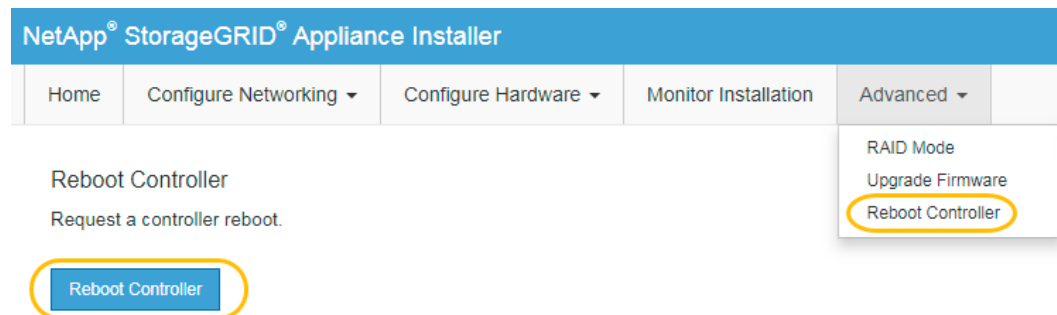 NetApp® StorageGRID® Appliance Installer
Home Configure Networking Configure Hardware Monitor Installation Advanced
RAID Mode
Upgrade Firmware
Reboot Controller
Reboot Controller
Request a controller reboot.
Reboot Controller